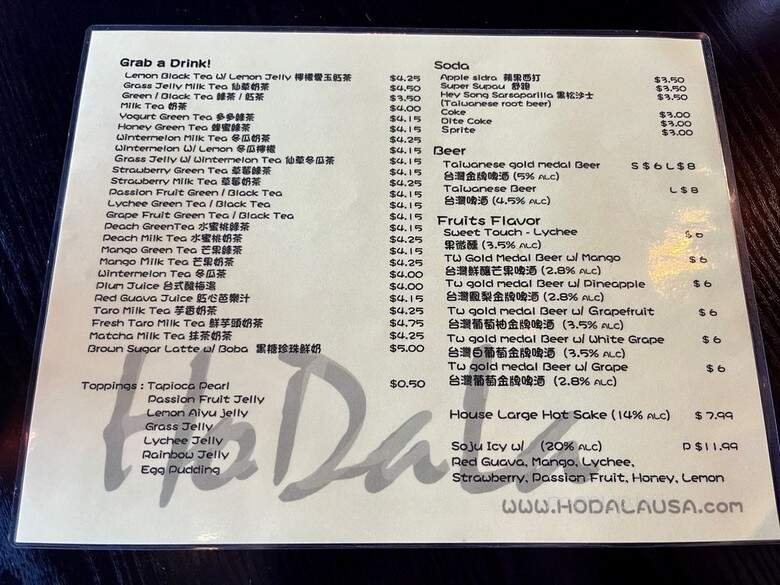 Grab a Drink!
Lemon Black Tea W/ Lemon Jelly 檸檬愛玉紅茶 $4.25
Grass Jelly Milk Tea 仙草奶茶 $4.50
Green / Black Tea 綠茶 / 紅茶 $3.50
Milk Tea 奶茶 $4.00
Yogurt Green Tea 多多綠茶 $4.15
Honey Green Tea 蜂蜜綠茶 $4.15
Wintermelon Milk Tea 冬瓜奶茶 $4.25
Wintermelon W/ Lemon 冬瓜檸檬 $4.15
Grass Jelly W/ Wintermelon Tea 仙草冬瓜茶 $4.15
Strawberry Green Tea 草莓綠茶 $4.15
Strawberry Milk Tea 草莓奶茶 $4.25
Passion Fruit Green / Black Tea $4.15
Lychee Green Tea / Black Tea $4.15
Grape Fruit Green Tea / Black Tea $4.15
Peach GreenTea 水蜜桃綠茶 $4.15
Peach Milk Tea 水蜜桃奶茶 $4.25
Mango Green Tea 芒果綠茶 $4.15
Mango Milk Tea 芒果奶茶 $4.25
Wintermelon Tea 冬瓜茶 $4.00
Plum Juice 台式酸梅湯 $4.00
Red Guava Juice 紅心芭樂汁 $4.15
Taro Milk Tea 芋香奶茶 $4.25
Fresh Taro Milk Tea 鮮芋頭奶茶 $4.75
Matcha Milk Tea 抹茶奶茶 $4.25
Brown Sugar Latte w/ Boba 黑糖珍珠鮮奶 $5.00
Toppings : Tapioca Pearl $0.50
Passion Fruit Jelly
Lemon Aiyu jelly
Grass Jelly
Lychee Jelly
Rainbow Jelly
Egg Pudding
Soda
Apple sidra 蘋果西打 $3.50
Super Supau 舒跑 $3.50
Hey Song Sarsaparilla 黑松沙士 $3.50
(Taiwanese root beer)
Coke $3.00
Dite Coke $3.00
Sprite $3.00
Beer
Taiwanese gold medal Beer S $ 6 L $ 8
台灣金牌啤酒 (5% ALC)
Taiwanese Beer L $ 8
台灣啤酒 (4.5% ALC)
Fruits Flavor
Sweet Touch - Lychee $ 6
果微醺 (3.5% ALC)
TW Gold Medal Beer w/ Mango $ 6
台灣鮮釀芒果啤酒 (2.8% ALC)
Tw gold medal Beer w/ Pineapple $ 6
台灣鳳梨金牌啤酒 (2.8% ALC)
Tw gold medal Beer w/ Grapefruit $ 6
台灣葡萄柚金牌啤酒 (3.5% ALC)
Tw gold medal Beer w/ White Grape $ 6
台灣白葡萄金牌啤酒 (3.5% ALC)
Tw gold medal Beer w/ Grape $ 6
台灣葡萄金牌啤酒 (2.8% ALC)
House Large Hot Sake (14% ALC) $ 7.99
Soju Icy w/ (20% ALC) P $11.99
Red Guava, Mango, Lychee,
Strawberry, Passion Fruit, Honey, Lemon
HoDaLa
WWW.HODALAUSA.com